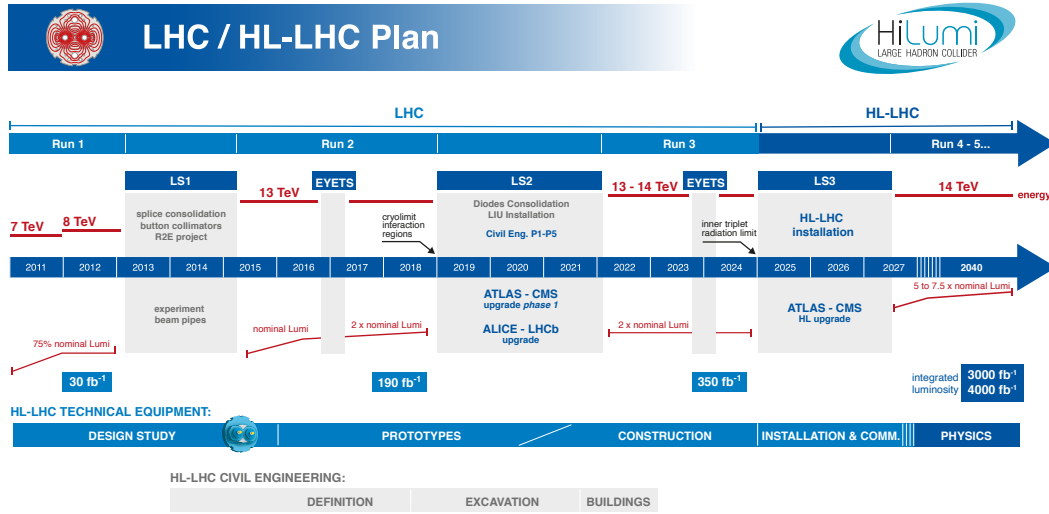 LHC / HL-LHC Plan
HiLumi
LARGE HADRON COLLIDER
LHC
HL-LHC
Run 1
Run 2
Run 3
Run 4 - 5...
LS1
EYETS
LS2
EYETS
LS3
7 TeV
8 TeV
13 TeV
13 - 14 TeV
14 TeV
energy
splice consolidation
button collimators
R2E project
cryolimit
interaction
regions
Diodes Consolidation
LIU Installation
Civil Eng. P1-P5
inner triplet
radiation limit
HL-LHC
installation
2011 2012 2013 2014 2015 2016 2017 2018 2019 2020 2021 2022 2023 2024 2025 2026 2027 2040
experiment
beam pipes
ATLAS - CMS
upgrade phase 1
ALICE - LHCb
upgrade
ATLAS - CMS
HL upgrade
75% nominal Lumi
nominal Lumi
2 x nominal Lumi
2 x nominal Lumi
5 to 7.5 x nominal Lumi
30 fb⁻¹
190 fb⁻¹
350 fb⁻¹
integrated
luminosity
3000 fb⁻¹
4000 fb⁻¹
HL-LHC TECHNICAL EQUIPMENT:
DESIGN STUDY
PROTOTYPES
CONSTRUCTION
INSTALLATION & COMM.
PHYSICS
HL-LHC CIVIL ENGINEERING:
DEFINITION
EXCAVATION
BUILDINGS